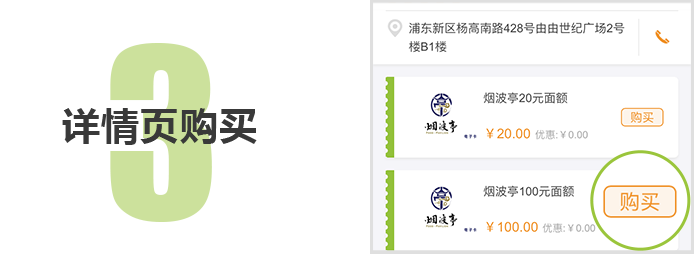 3
详情页购买
浦东新区杨高南路428号由由世纪广场2号
楼B1楼
烟波亭20元面额
购买
烟波亭
¥20.00 优惠:¥0.00
烟波亭100元面额
购买
烟波亭
¥100.00 优惠:¥0.00